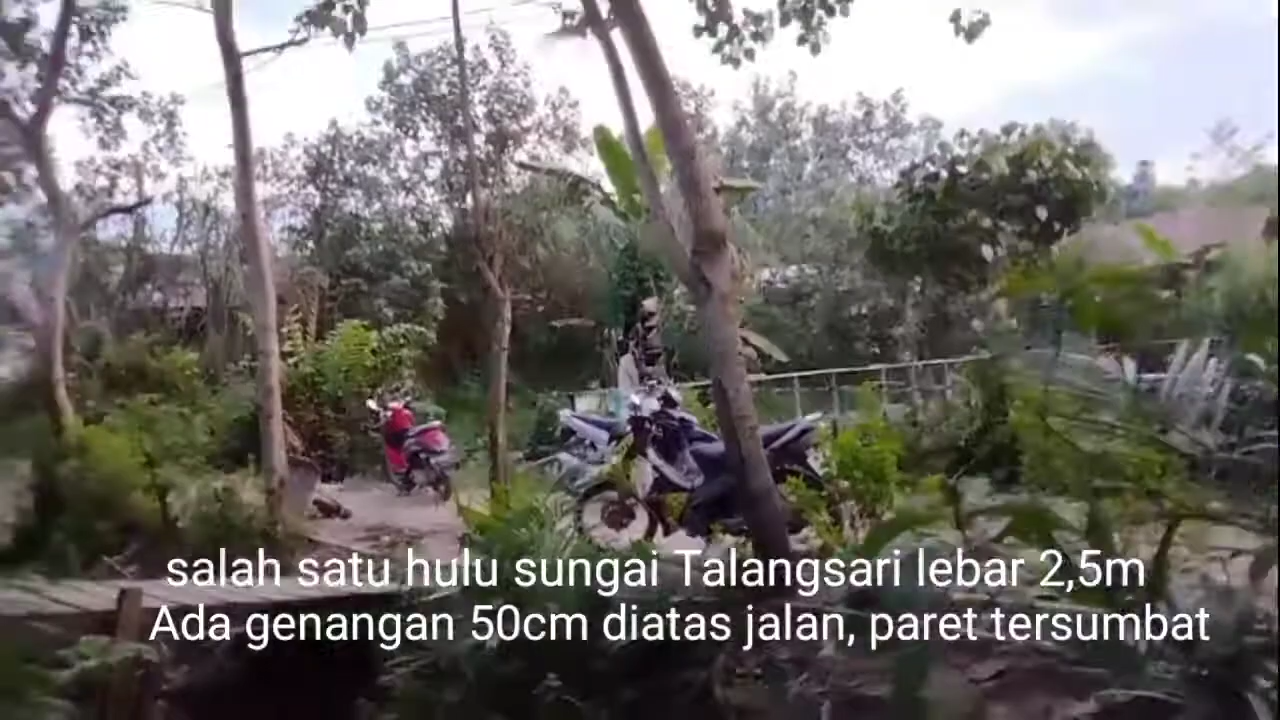 salah satu hulu sungai Talangsari lebar 2,5m
Ada genangan 50cm diatas jalan, paret tersumbat